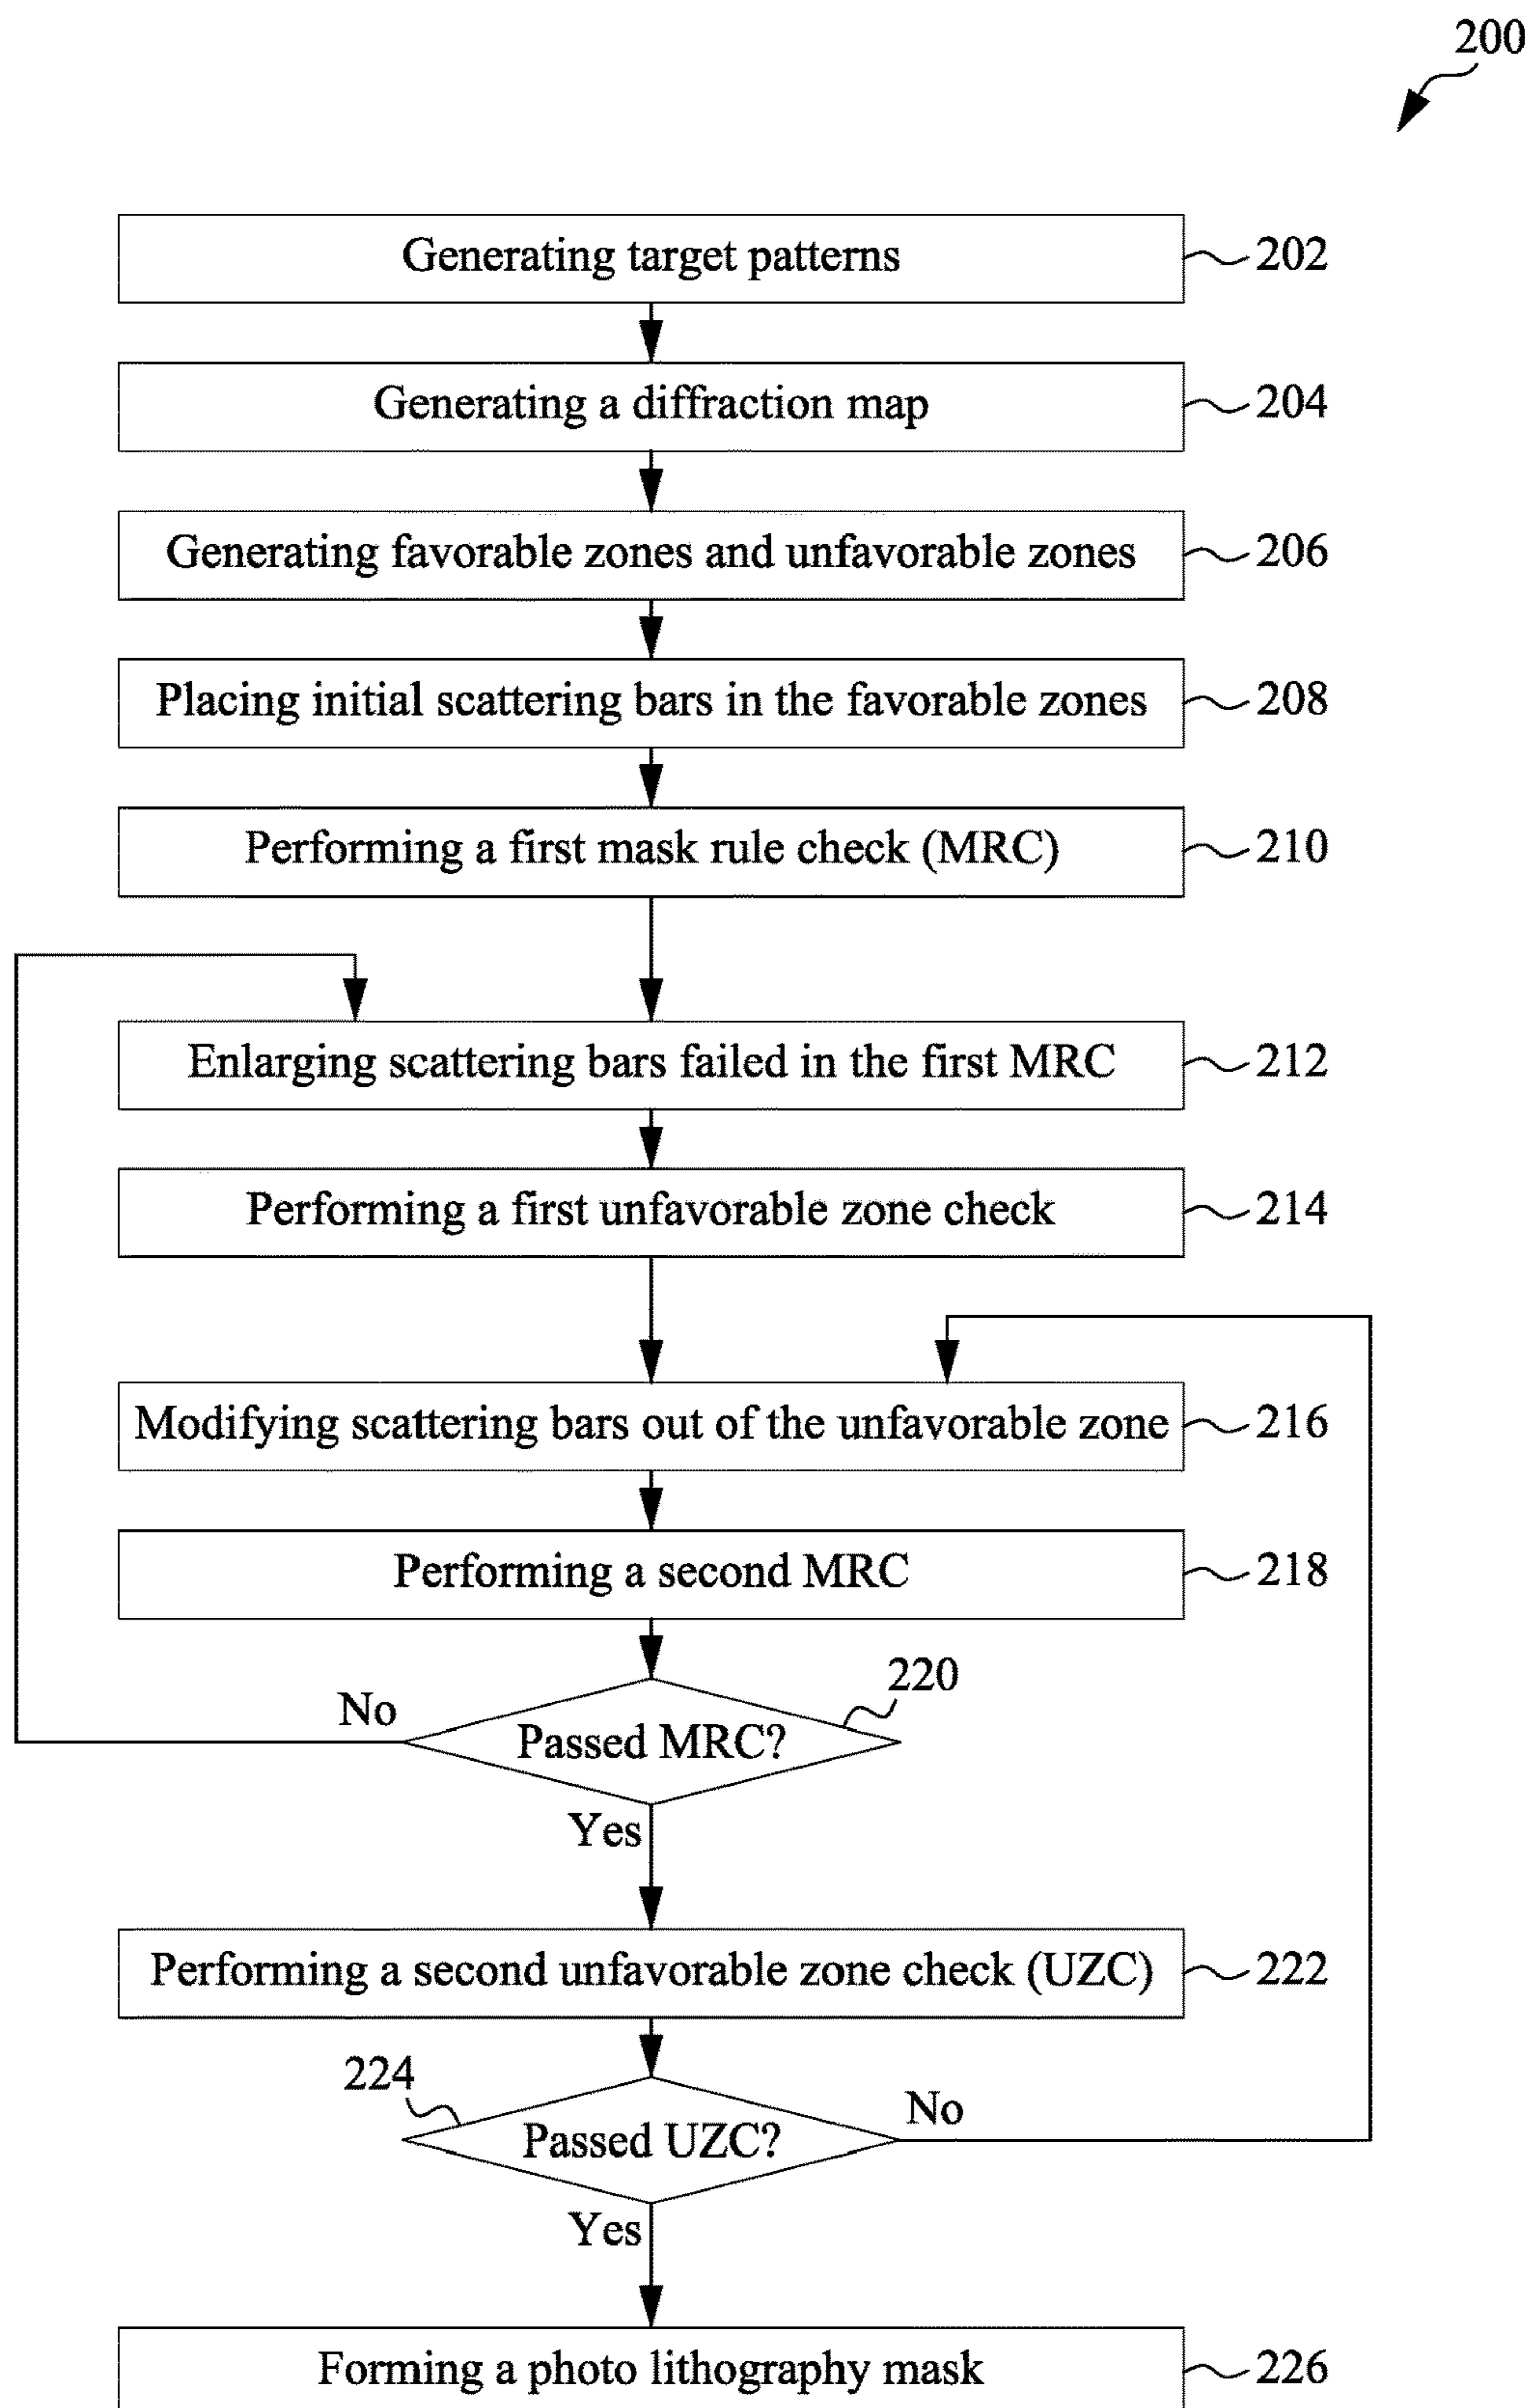 200
Generating target patterns 202
Generating a diffraction map 204
Generating favorable zones and unfavorable zones 206
Placing initial scattering bars in the favorable zones 208
Performing a first mask rule check (MRC) 210
Enlarging scattering bars failed in the first MRC 212
Performing a first unfavorable zone check 214
Modifying scattering bars out of the unfavorable zone 216
Performing a second MRC 218
220
No
Passed MRC?
Yes
Performing a second unfavorable zone check (UZC) 222
224
No
Passed UZC?
Yes
Forming a photo lithography mask 226